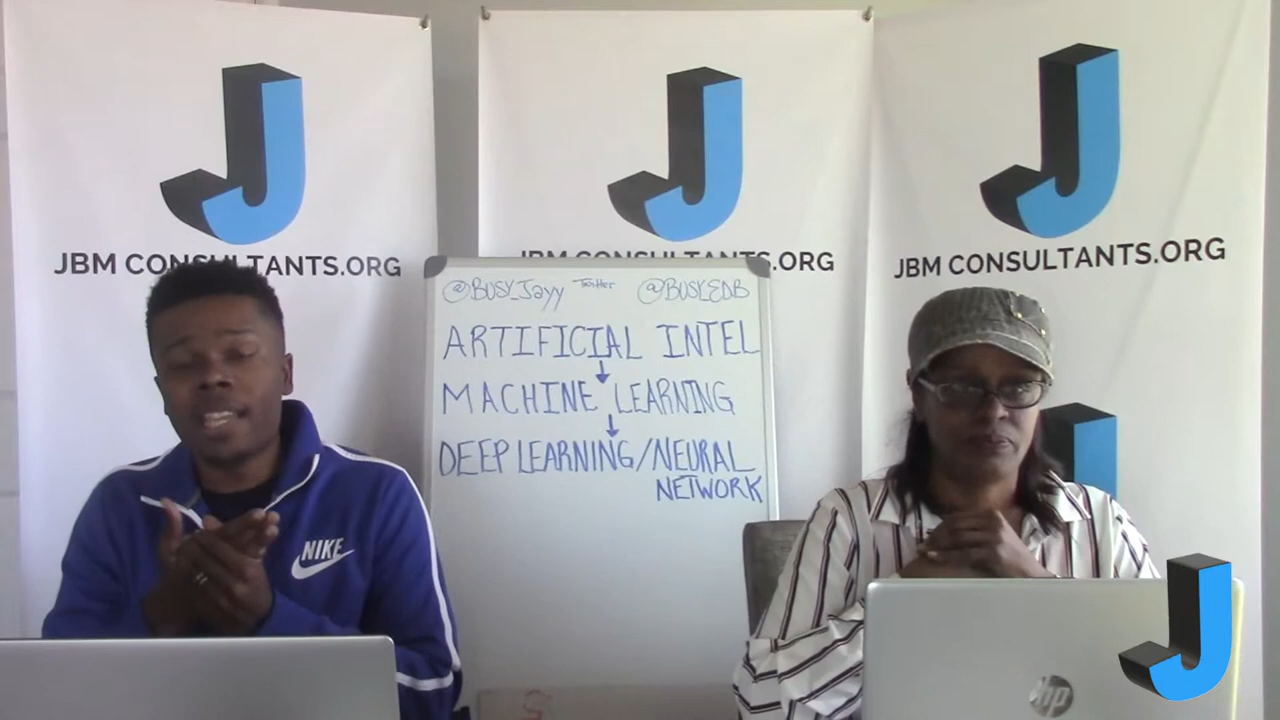 JBM CONSULTANTS.ORG
JBM CONSULTANTS.ORG
JBM CONSULTANTS.ORG
@BUSY_Jayy Twitter @BUSYEDB
ARTIFICIAL INTEL
MACHINE LEARNING
DEEP LEARNING/NEURAL
NETWORK
NIKE
hp